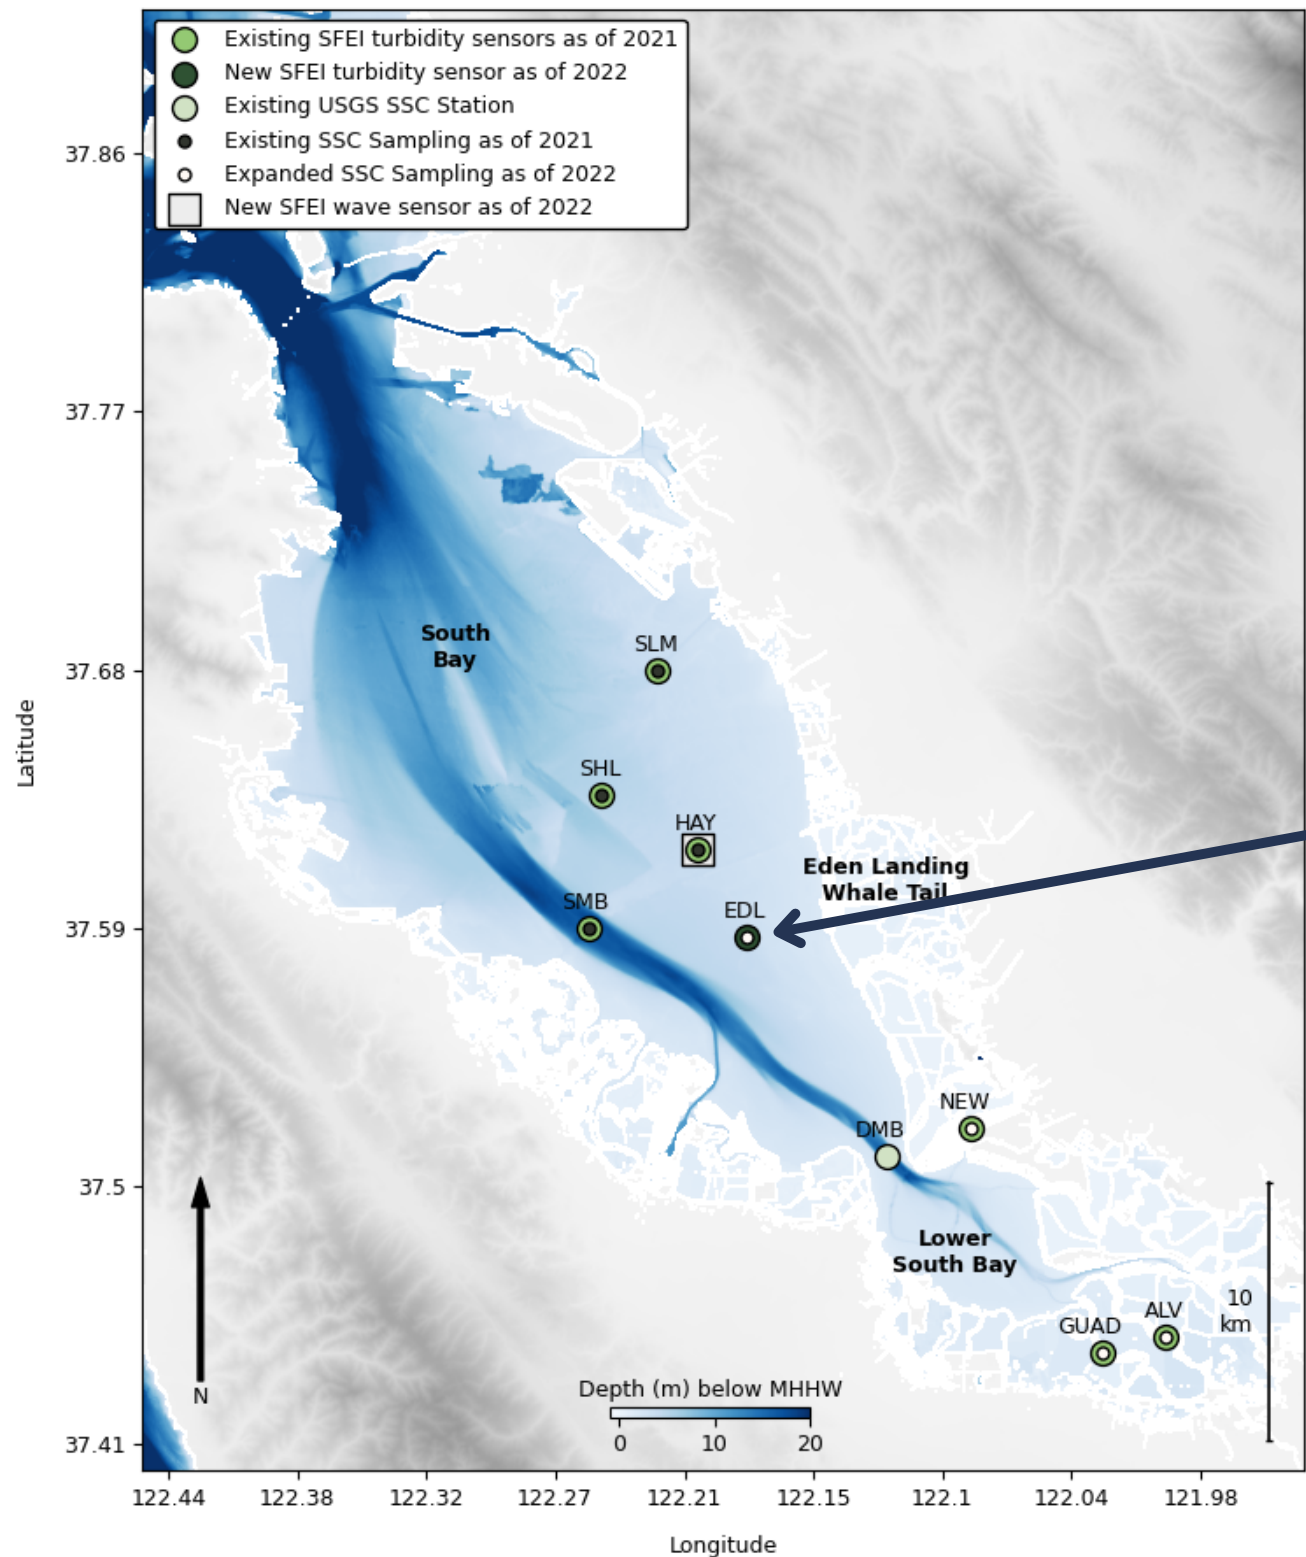 Existing SFEI turbidity sensors as of 2021
New SFEI turbidity sensor as of 2022
Existing USGS SSC Station
Existing SSC Sampling as of 2021
Expanded SSC Sampling as of 2022
New SFEI wave sensor as of 2022
37.86
37.77
37.68
37.59
37.5
37.41
Latitude
South
Bay
SLM
SHL
HAY
Eden Landing
Whale Tail
SMB
EDL
NEW
DMB
Lower
South Bay
10
km
ALV
GUAD
N
Depth (m) below MHHW
0 10 20
122.44 122.38 122.32 122.27 122.21 122.15 122.1 122.04 121.98
Longitude